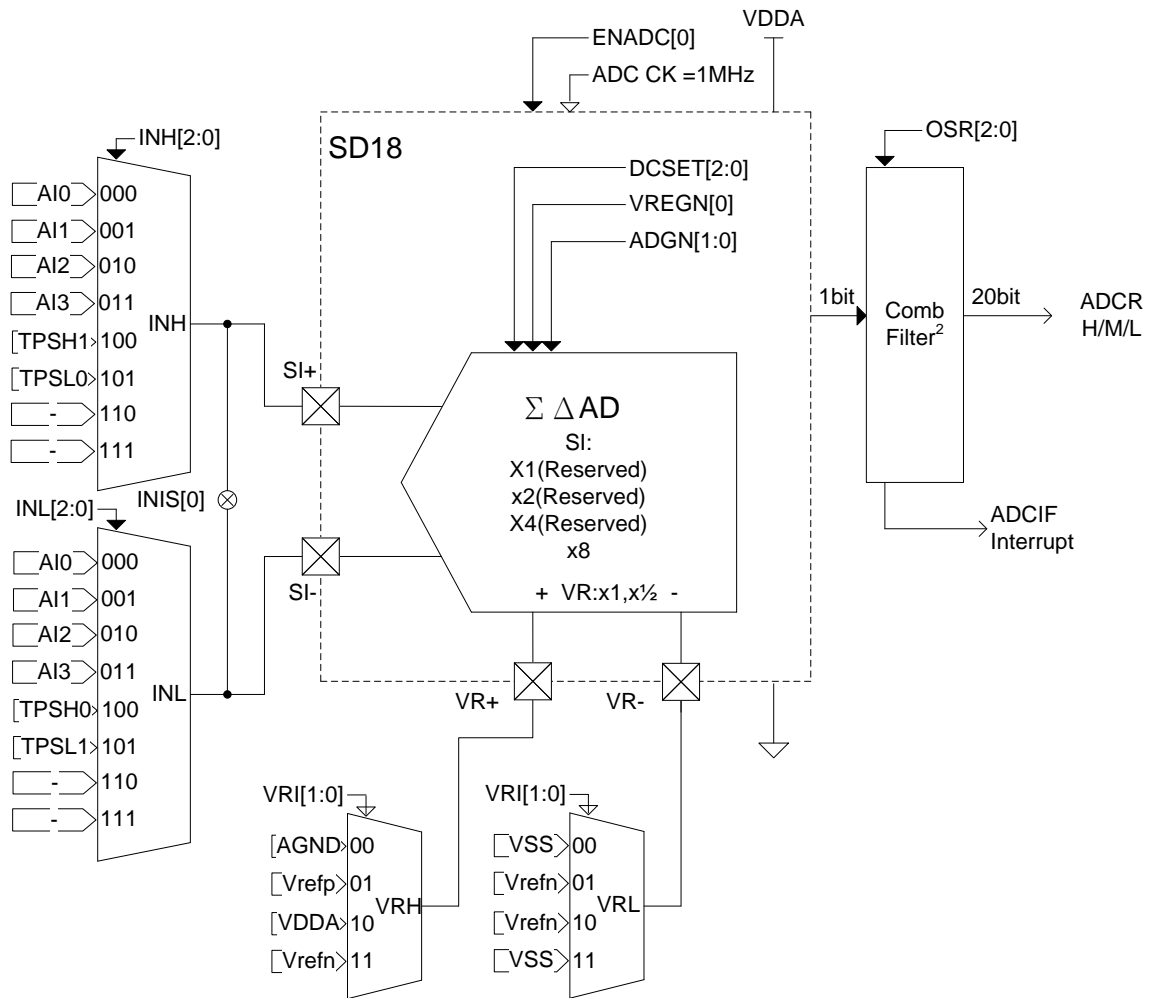 VDDA
ENADC[0]
ADC CK =1MHz
INH[2:0]
OSR[2:0]
SD18
DCSET[2:0]
VREGN[0]
ADGN[1:0]
AI0 000
AI1 001
AI2 010
AI3 011
TPSH1 100
TPSL0 101
- 110
- 111
INH
SI+
1bit
Comb
Filter2
20bit
ADCR
H/M/L
Σ Δ AD
SI:
X1(Reserved)
x2(Reserved)
X4(Reserved)
x8
+ VR:x1,x½ -
INIS[0]
INL[2:0]
ADCIF
Interrupt
AI0 000
AI1 001
AI2 010
AI3 011
TPSH0 100
TPSL1 101
- 110
- 111
INL
SI-
VR+
VR-
VRI[1:0]
AGND 00
Vrefp 01
VDDA 10
Vrefn 11
VRH
VRI[1:0]
VSS 00
Vrefn 01
Vrefn 10
VSS 11
VRL